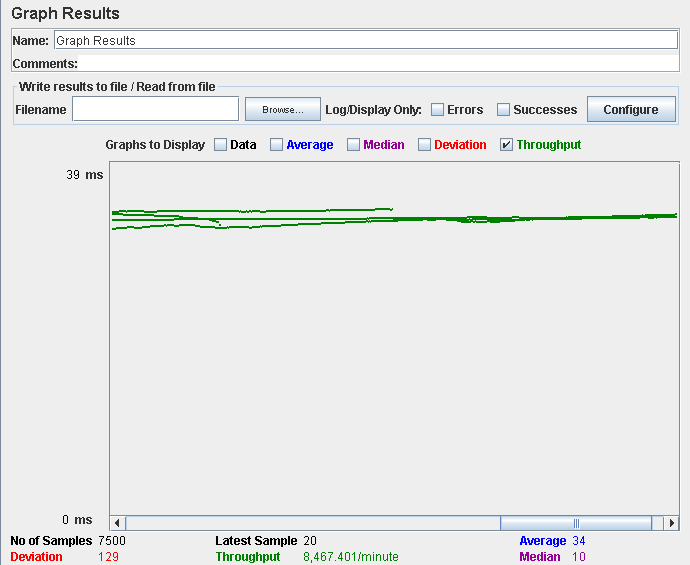 Graph Results
Name: Graph Results
Comments:
Write results to file / Read from file
Filename Browse... Log/Display Only: Errors Successes Configure
Graphs to Display Data Average Median Deviation Throughput
39 ms
0 ms
No of Samples 7500 Latest Sample 20 Average 34
Deviation 129 Throughput 8,467.401/minute Median 10